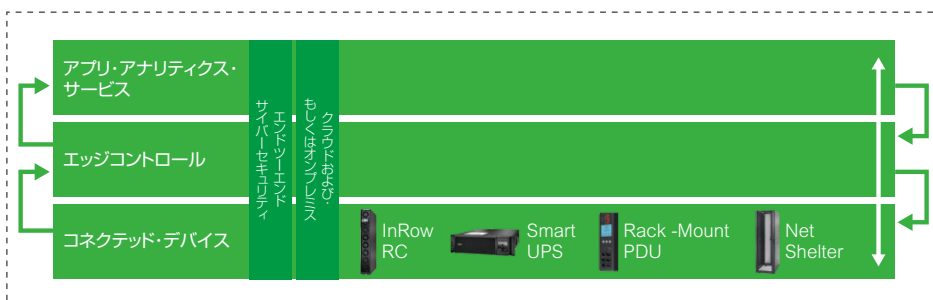 アプリ・アナリティクス・
サービス
エッジコントロール
コネクテッド・デバイス
エンドツーエンド
サイバーセキュリティ
クラウドおよび・
もしくはオンプレミス
InRow
RC
Smart
UPS
Rack -Mount
PDU
Net
Shelter